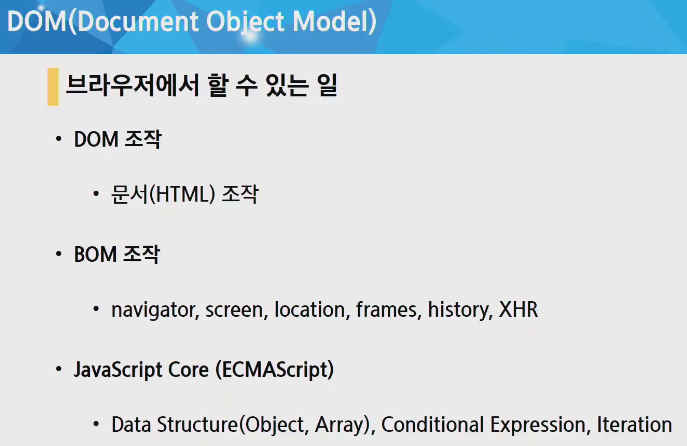 DOM(Document Object Model)
브라우저에서 할 수 있는 일
• DOM 조작
• 문서(HTML) 조작
• BOM 조작
• navigator, screen, location, frames, history, XHR
• JavaScript Core (ECMAScript)
• Data Structure(Object, Array), Conditional Expression, Iteration